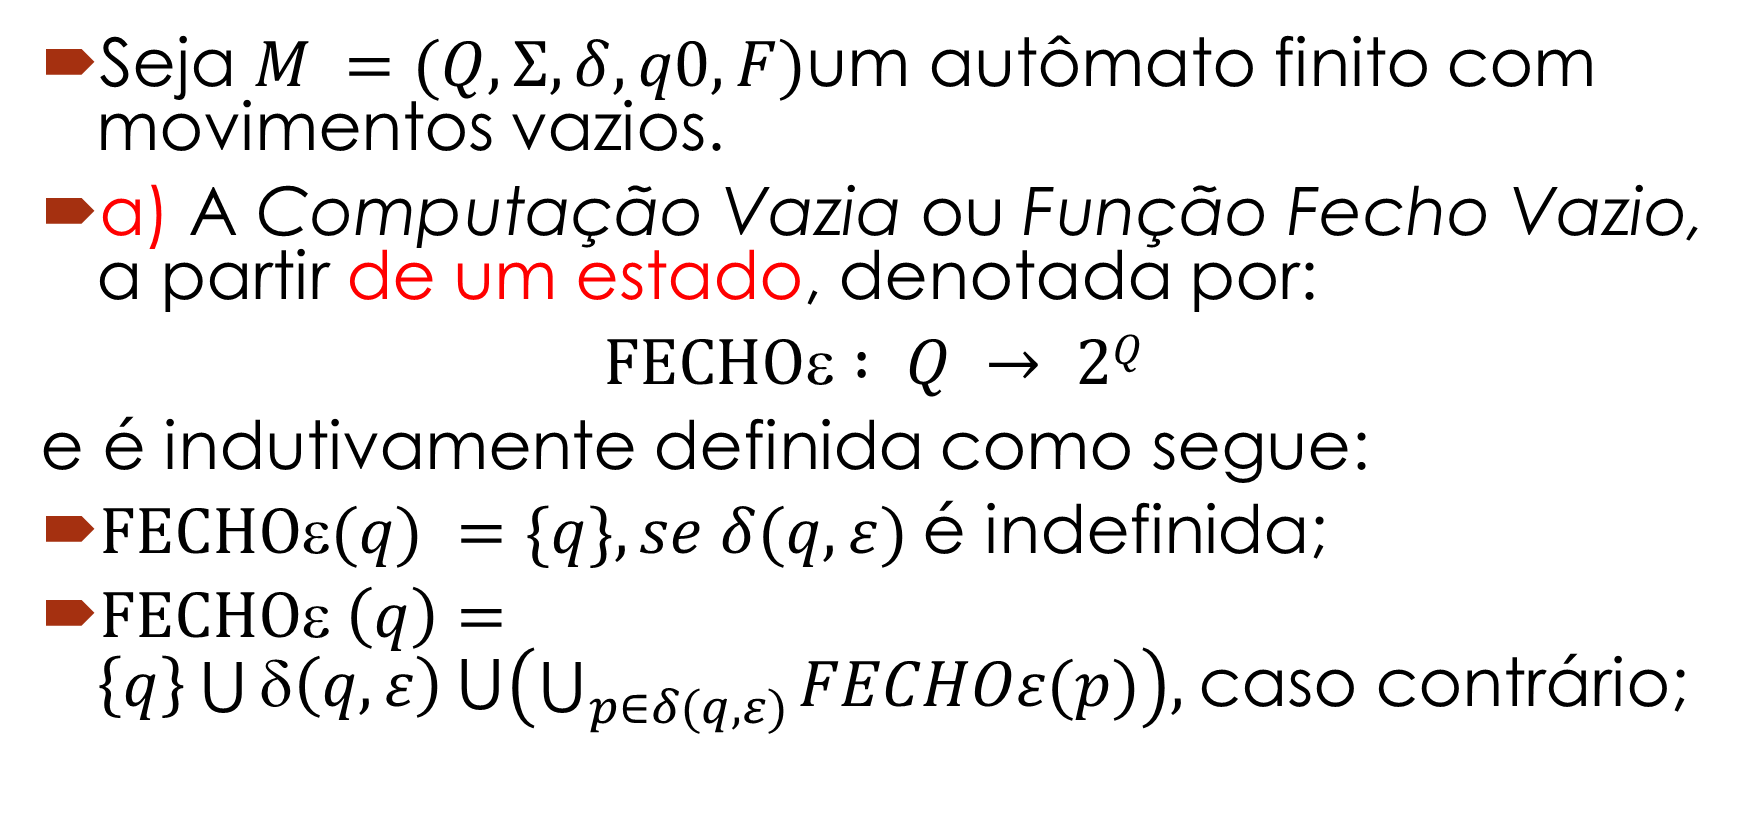 Seja 𝑀 = (𝑄, Σ, 𝛿, 𝑞0, 𝐹)um autômato finito com
movimentos vazios.
a) A Computação Vazia ou Função Fecho Vazio,
a partir de um estado, denotada por:
FECHOε : 𝑄 → 2^𝑄
e é indutivamente definida como segue:
FECHOε(𝑞) = {𝑞}, 𝑠𝑒 𝛿(𝑞, 𝜀) é indefinida;
FECHOε (𝑞) =
{𝑞} ∪ δ(𝑞, 𝜀) ∪(∪_{𝑝∈𝛿(𝑞,𝜀)} 𝐹𝐸𝐶𝐻𝑂𝜀(𝑝)), caso contrário;